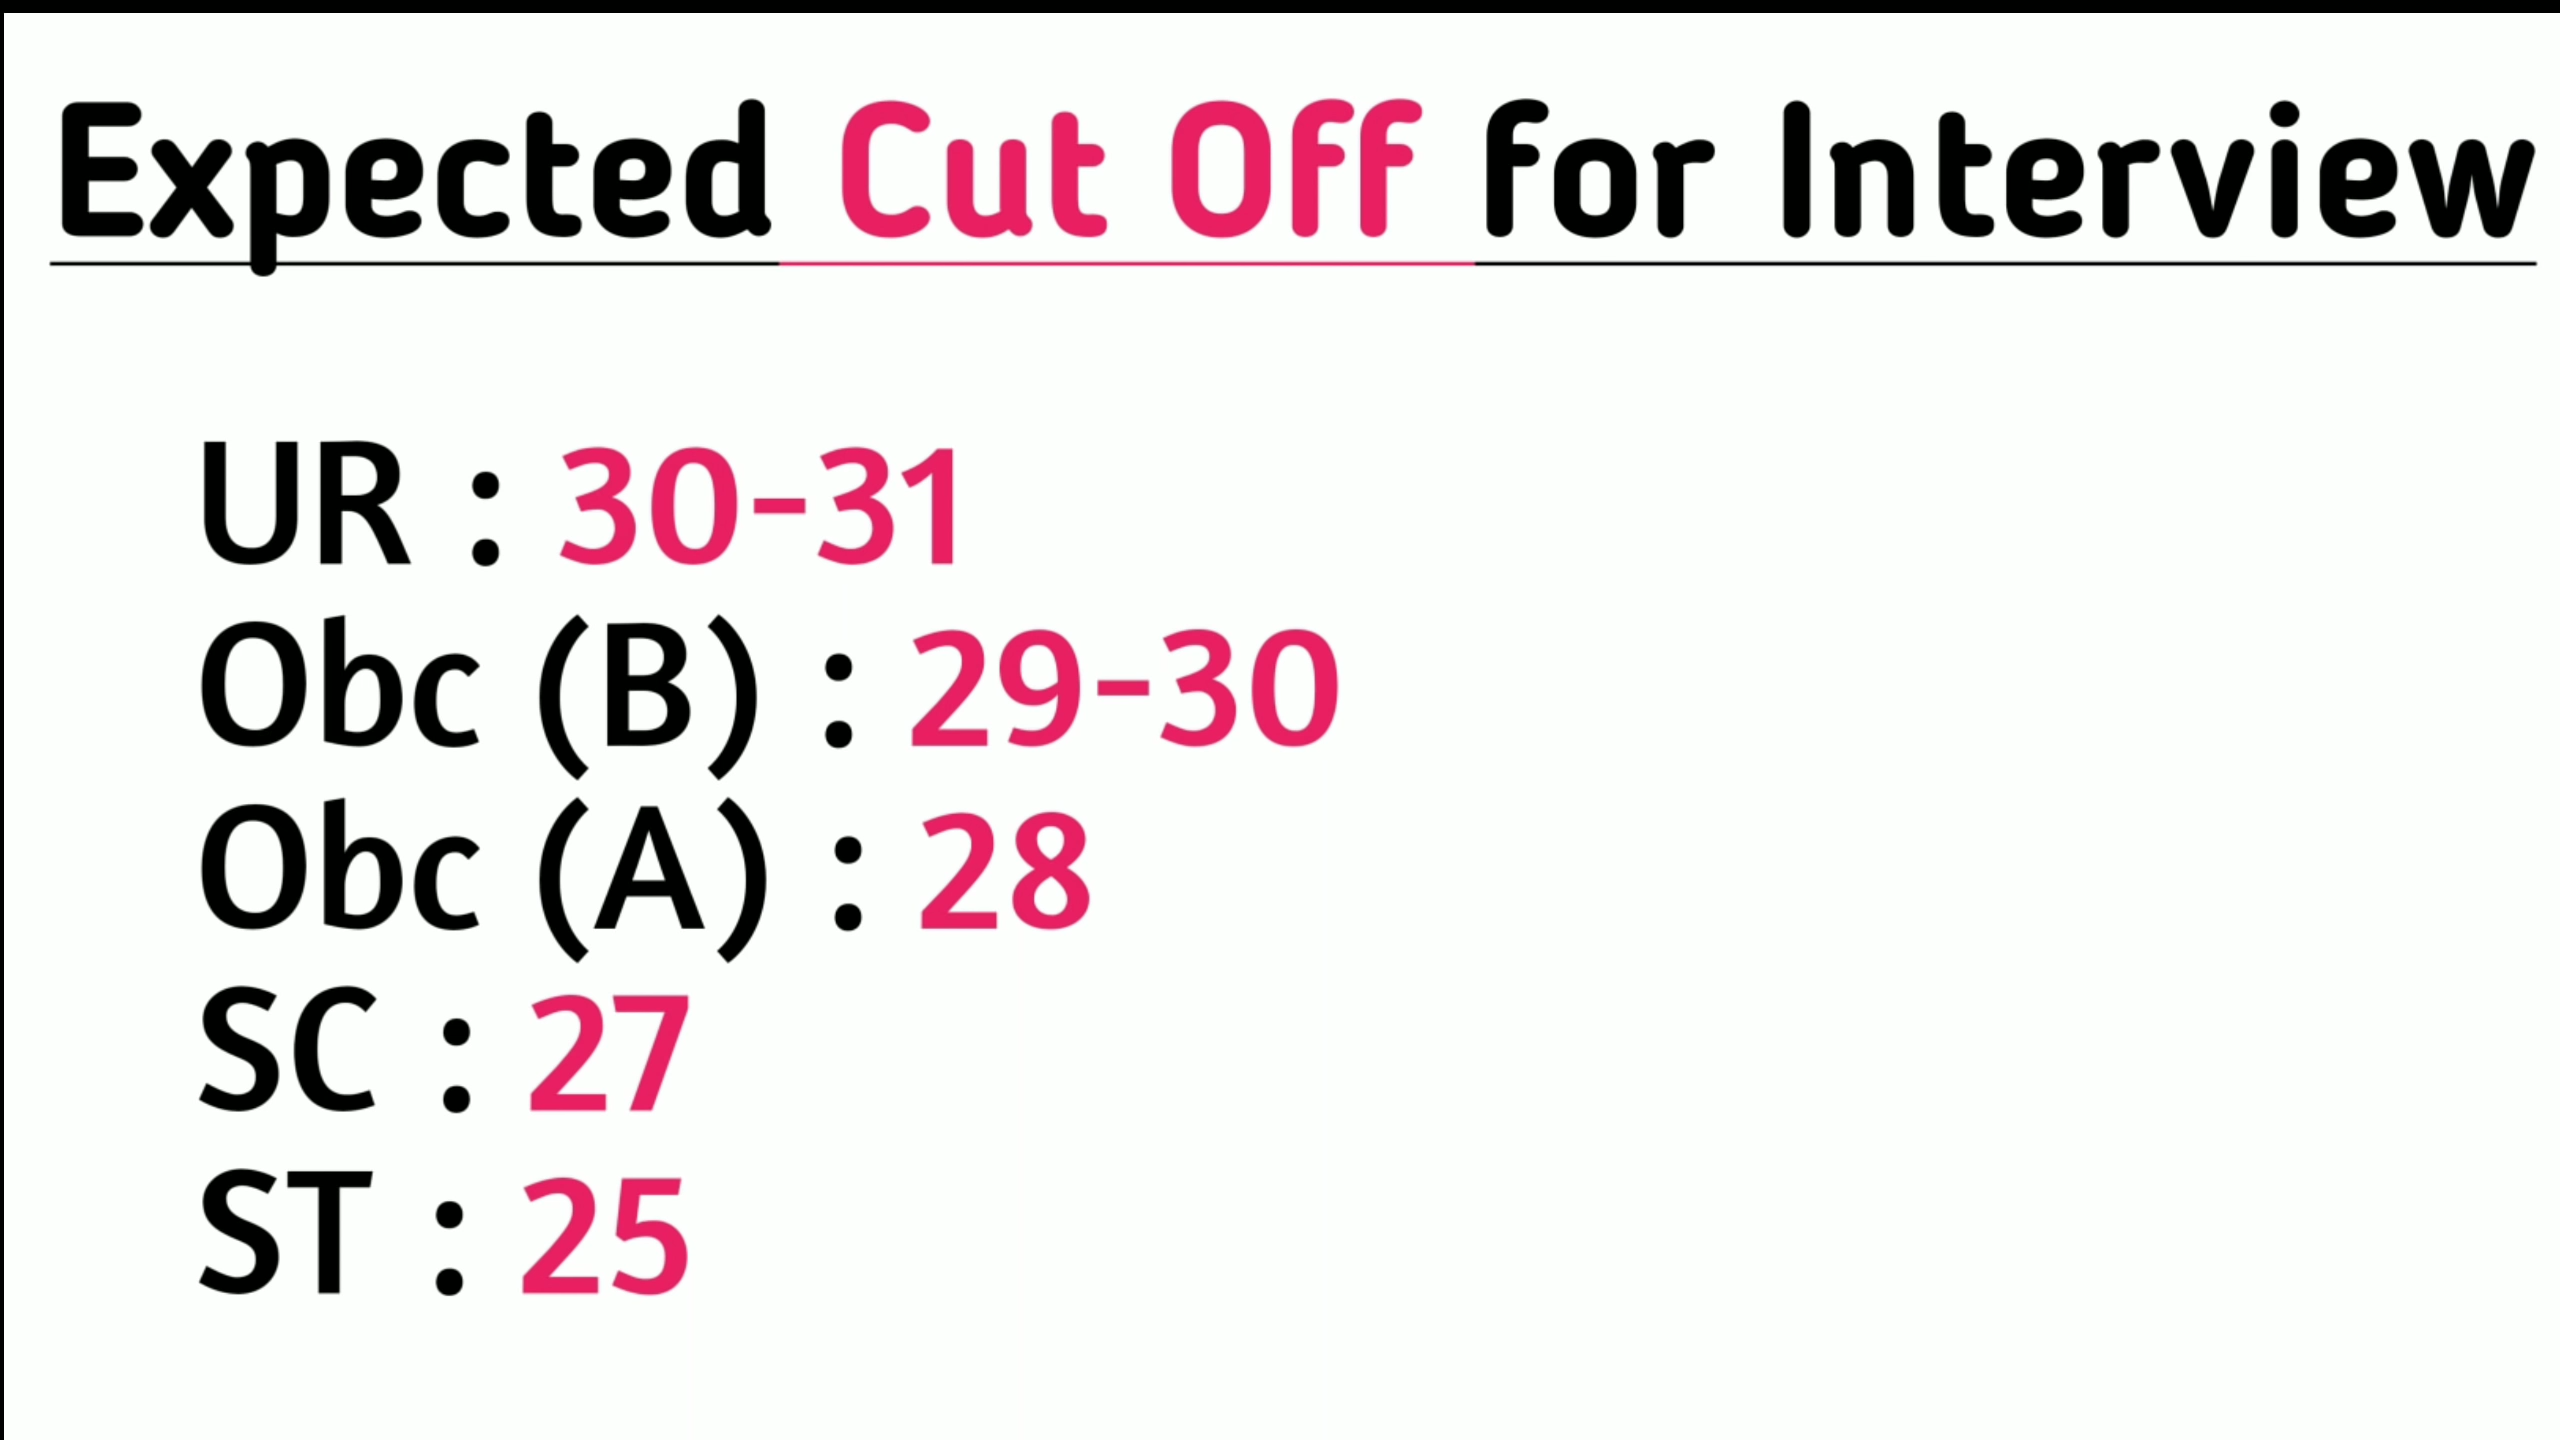 Expected Cut Off for Interview
UR : 30-31
Obc (B) : 29-30
Obc (A) : 28
SC : 27
ST : 25